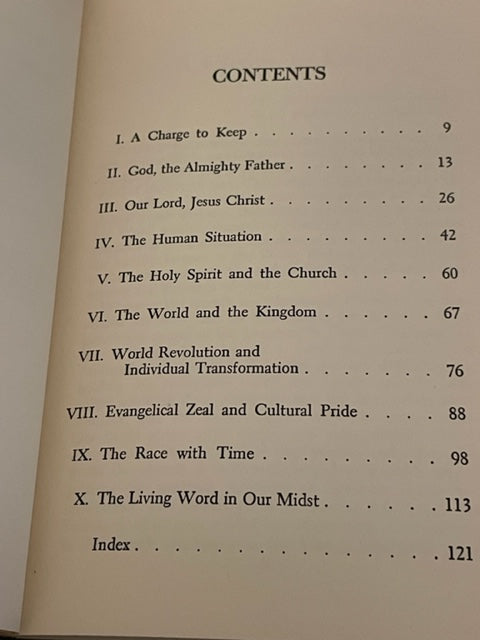 CONTENTS
I. A Charge to Keep . . . . . . . . . . 9
II. God, the Almighty Father . . . . . . . . 13
III. Our Lord, Jesus Christ . . . . . . . . . 26
IV. The Human Situation . . . . . . . . . 42
V. The Holy Spirit and the Church . . . . . 60
VI. The World and the Kingdom . . . . . . 67
VII. World Revolution and
Individual Transformation . . . . . . . 76
VIII. Evangelical Zeal and Cultural Pride . . . . 88
IX. The Race with Time . . . . . . . . . 98
X. The Living Word in Our Midst . . . . . . 113
Index . . . . . . . . . . . . . . 121